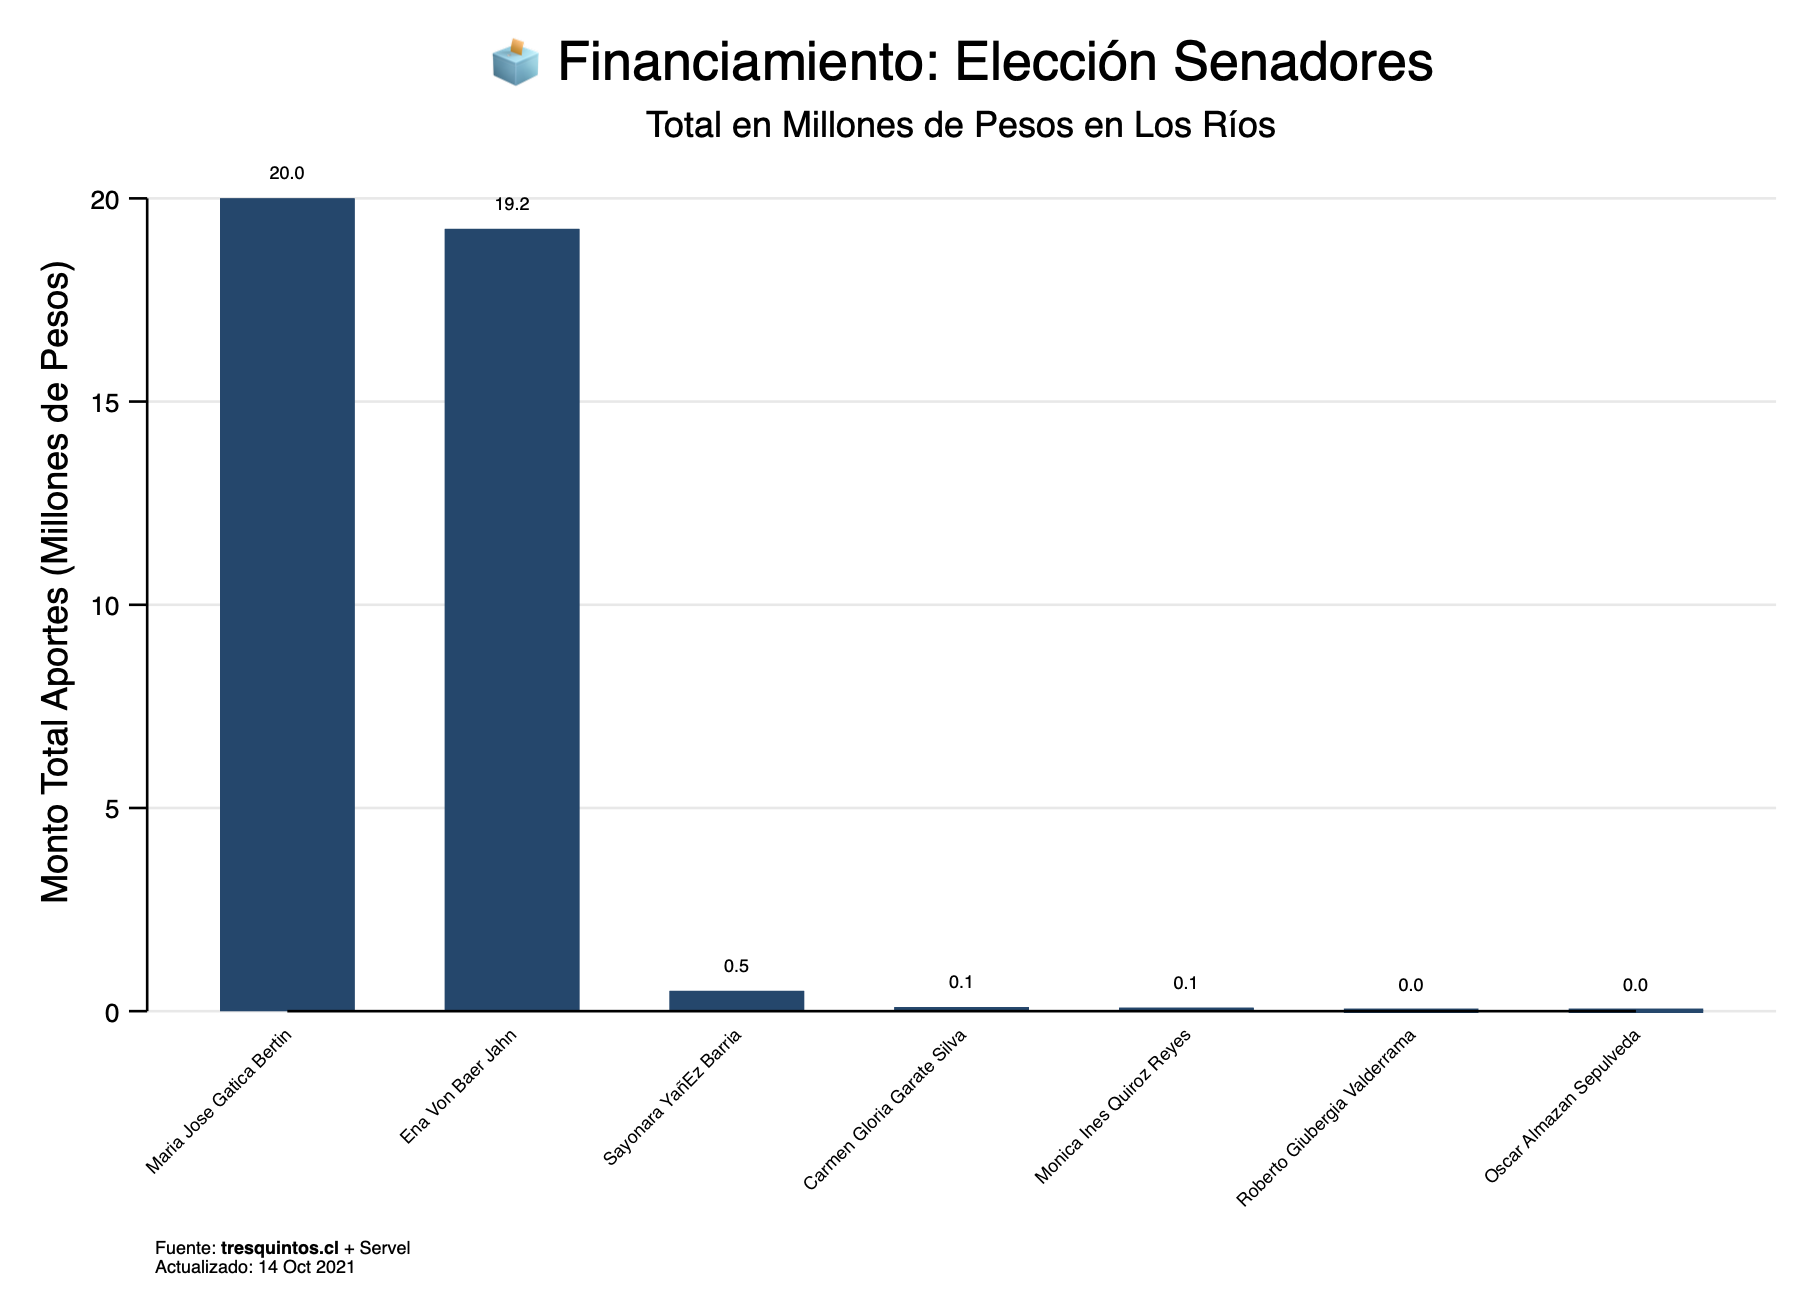 Financiamiento: Elección Senadores
Total en Millones de Pesos en Los Ríos
Monto Total Aportes (Millones de Pesos)
20
15
10
5
0
20.0
19.2
0.5
0.1
0.1
0.0
0.0
Maria Jose Gatica Bertin
Ena Von Baer Jahn
Sayonara YañEz Barria
Carmen Gloria Garate Silva
Monica Ines Quiroz Reyes
Roberto Giubergia Valderrama
Oscar Almazan Sepulveda
Fuente: tresquintos.cl + Servel
Actualizado: 14 Oct 2021